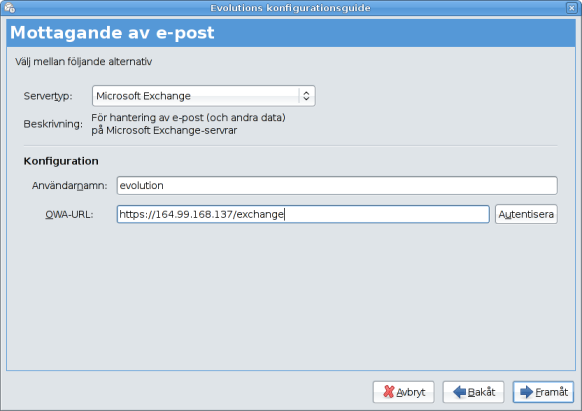 Evolutions konfigurationsguide
Mottagande av e-post
Välj mellan följande alternativ
Servertyp: Microsoft Exchange
Beskrivning: För hantering av e-post (och andra data)
på Microsoft Exchange-servrar
Konfiguration
Användarnamn: evolution
OWA-URL: https://164.99.168.137/exchange Autentisera
Avbryt Bakåt Framåt